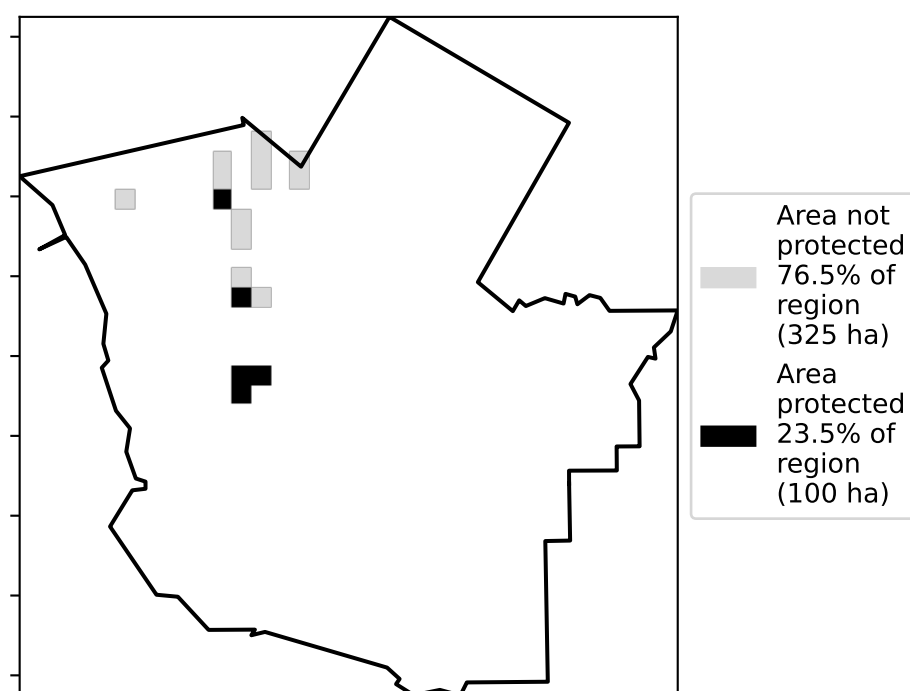 Area not
protected
76.5% of
region
(325 ha)
Area
protected
23.5% of
region
(100 ha)